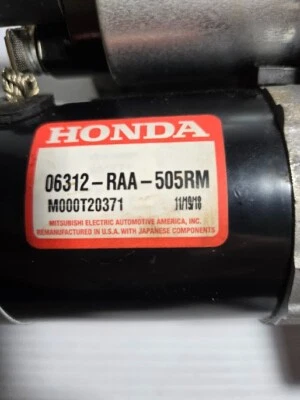 HONDA
06312-RAA-505RM
M000T20371 11/19/18
MITSUBISHI ELECTRIC AUTOMOTIVE AMERICA, INC.
REMANUFACTURED IN U.S.A. WITH JAPANESE COMPONENTS